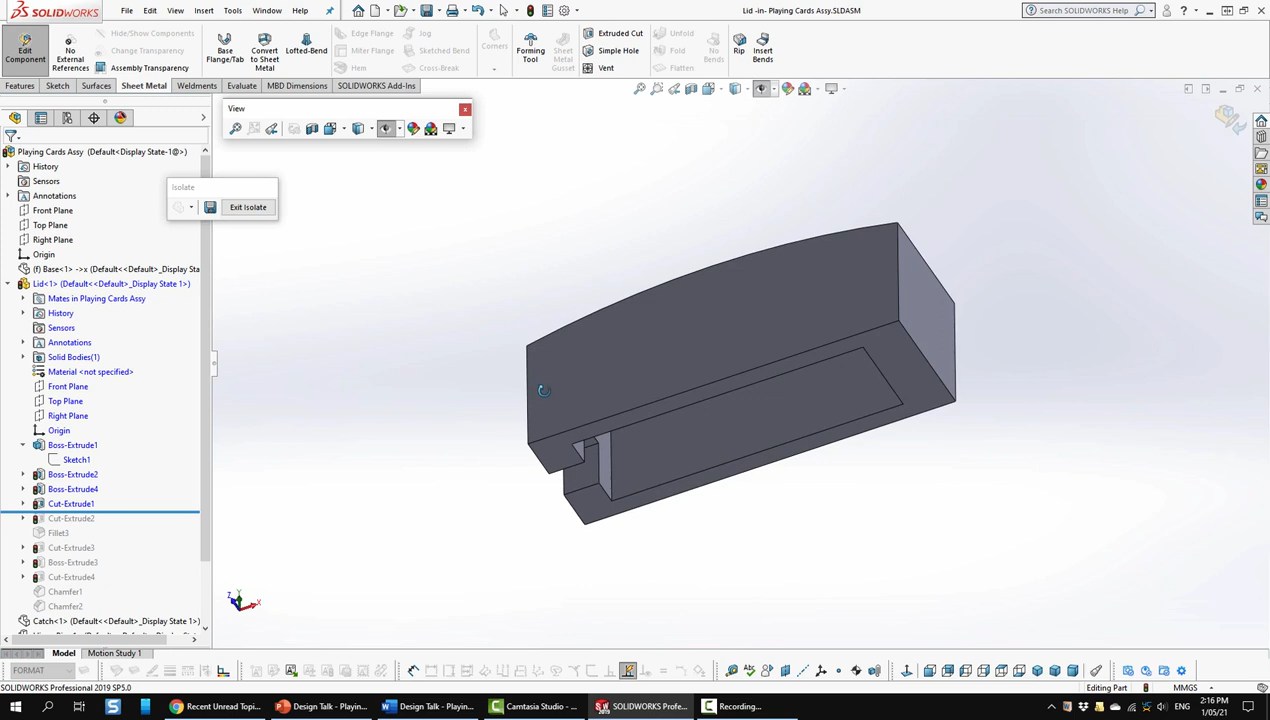 SOLIDWORKS
File
Edit
View
Insert
Tools
Window
Help
Lid -in- Playing Cards Assy.SLDASM
Search SOLIDWORKS Help
Edit Component
No External References
Hide/Show Components
Change Transparency
Assembly Transparency
Base Flange/Tab
Convert to Sheet Metal
Lofted-Bend
Edge Flange
Miter Flange
Hem
Jog
Sketched Bend
Cross-Break
Corners
Forming Tool
Sheet Metal Gusset
Extruded Cut
Simple Hole
Vent
Unfold
Fold
Flatten
No Bends
Rip
Insert Bends
Features
Sketch
Surfaces
Sheet Metal
Weldments
Evaluate
MBD Dimensions
SOLIDWORKS Add-Ins
View
Isolate
Exit Isolate
Playing Cards Assy (Default<Display State-1@>)
History
Sensors
Annotations
Front Plane
Top Plane
Right Plane
Origin
(f) Base<1> ->x (Default<<Default>_Display Sta
Lid<1> (Default<<Default>_Display State 1>)
Mates in Playing Cards Assy
History
Sensors
Annotations
Solid Bodies(1)
Material <not specified>
Front Plane
Top Plane
Right Plane
Origin
Boss-Extrude1
Sketch1
Boss-Extrude2
Boss-Extrude4
Cut-Extrude1
Cut-Extrude2
Fillet3
Cut-Extrude3
Boss-Extrude3
Cut-Extrude4
Chamfer1
Chamfer2
Catch<1> (Default<<Default>_Display State 1>)
Z
Y
X
Model
Motion Study 1
FORMAT
SOLIDWORKS Professional 2019 SP5.0
Editing Part
MMGS
Recent Unread Topi...
Design Talk - Playin...
Design Talk - Playin...
Camtasia Studio - ...
SOLIDWORKS Profe...
Recording...
ENG
2:16 PM
1/05/21